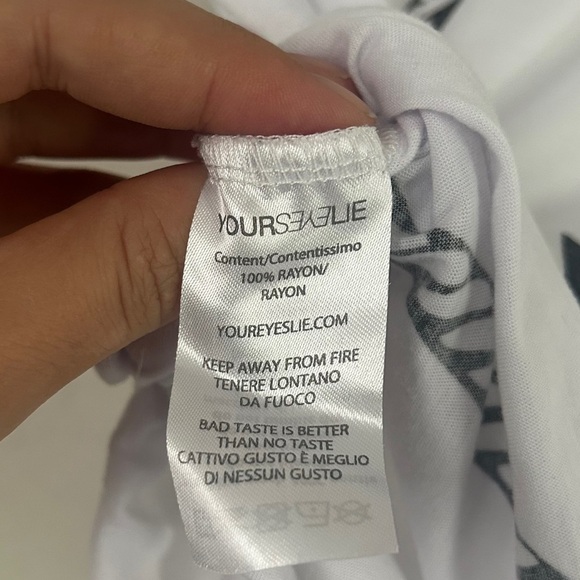 YOURSEYESLIE
Content/Contentissimo
100% RAYON/
RAYON
YOUREYESLIE.COM
KEEP AWAY FROM FIRE
TENERE LONTANO
DA FUOCO
BAD TASTE IS BETTER
THAN NO TASTE
CATTIVO GUSTO È MEGLIO
DI NESSUN GUSTO